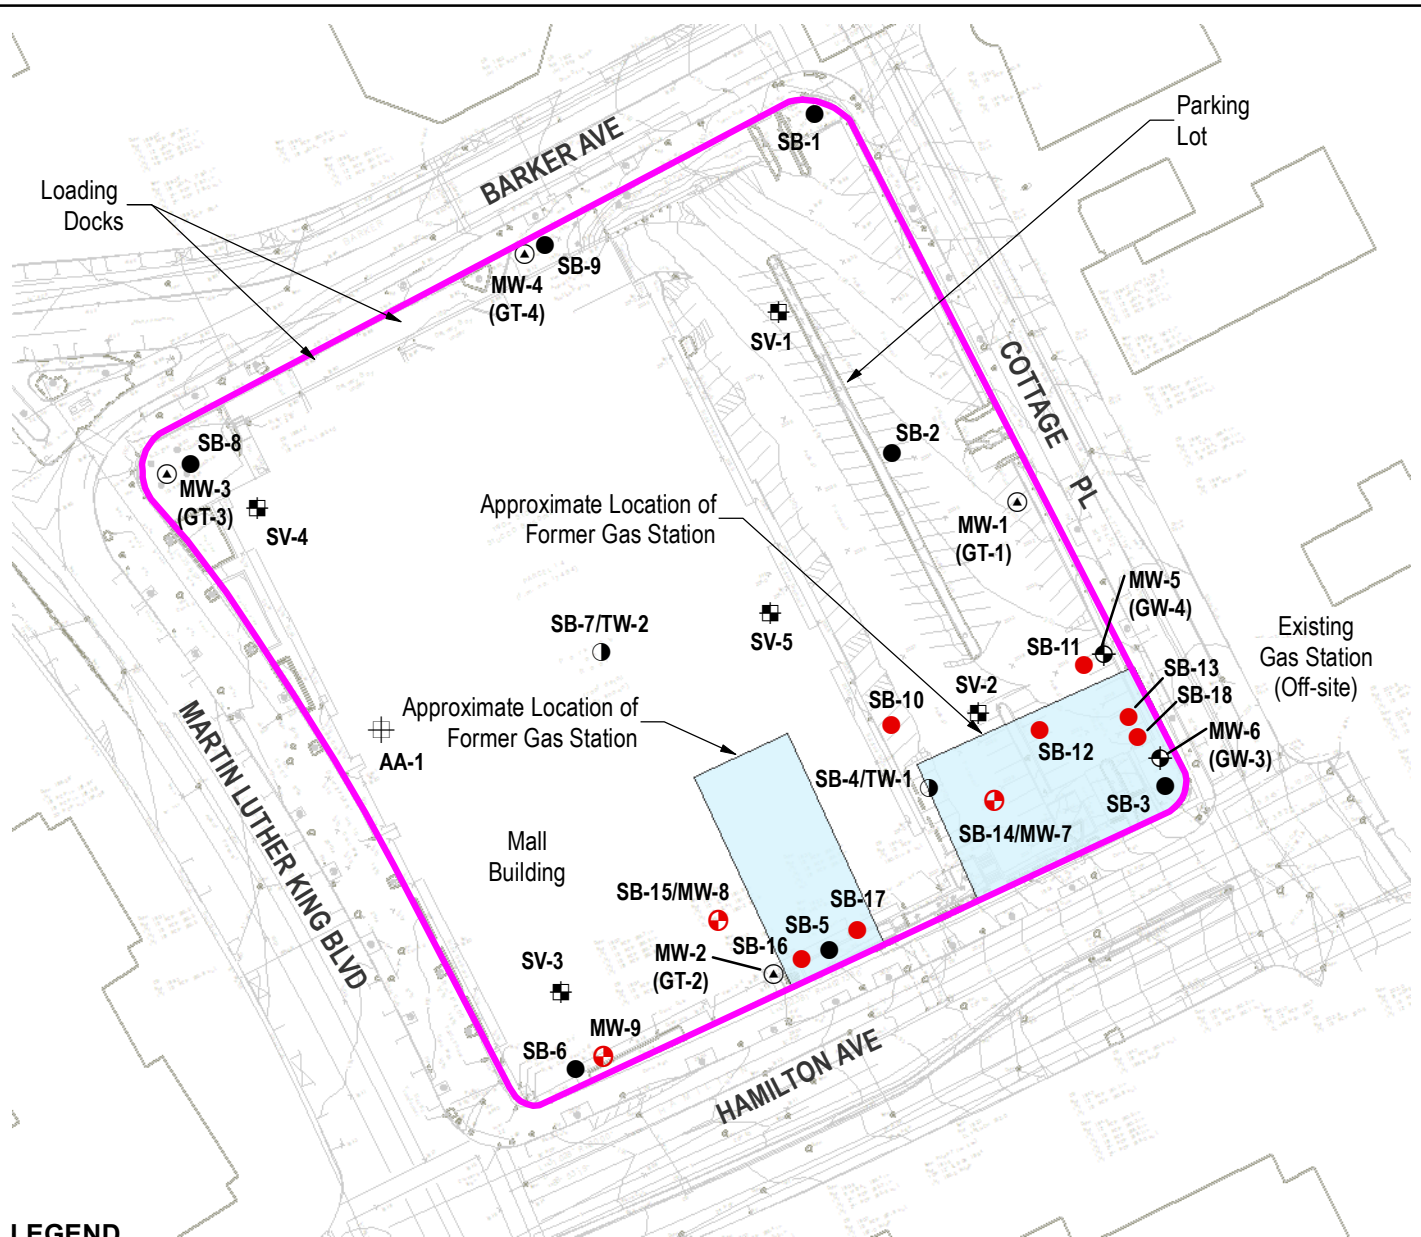 Parking
Lot
SB-1
BARKER AVE
Loading
Docks
SB-9
MW-4
(GT-4)
SV-1
COTTAGE PL
SB-2
SB-8
MW-3
(GT-3)
SV-4
Approximate Location of
Former Gas Station
MW-1
(GT-1)
MW-5
(GW-4)
SB-7/TW-2
SV-5
Existing
Gas Station
(Off-site)
SB-11
SB-13
SB-18
SV-2
SB-10
Approximate Location of
Former Gas Station
MARTIN LUTHER KING BLVD
AA-1
SB-12
MW-6
(GW-3)
SB-4/TW-1
SB-3
SB-14/MW-7
Mall
Building
SB-15/MW-8
SB-17
SB-5
SB-16
MW-2
(GT-2)
SV-3
MW-9
SB-6
HAMILTON AVE
LEGEND